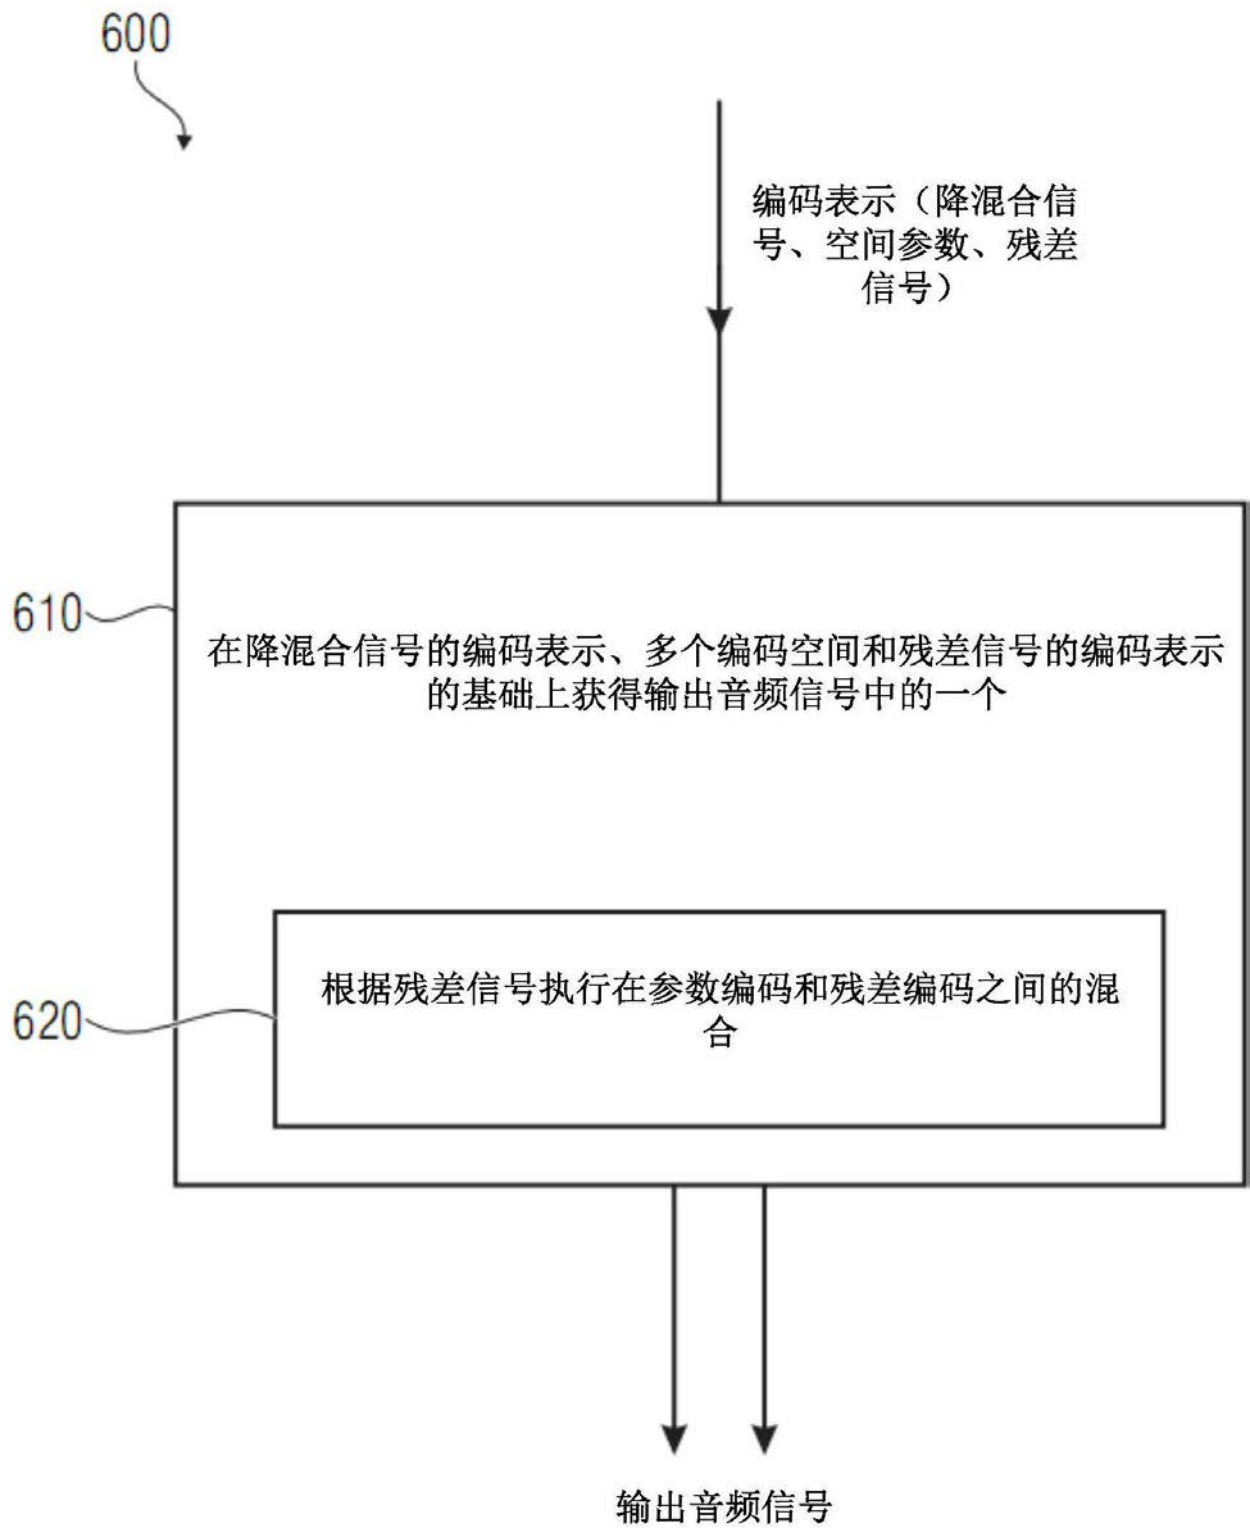 600
编码表示（降混合信
号、空间参数、残差
信号）
610
在降混合信号的编码表示、多个编码空间和残差信号的编码表示
的基础上获得输出音频信号中的一个
620
根据残差信号执行在参数编码和残差编码之间的混
合
输出音频信号